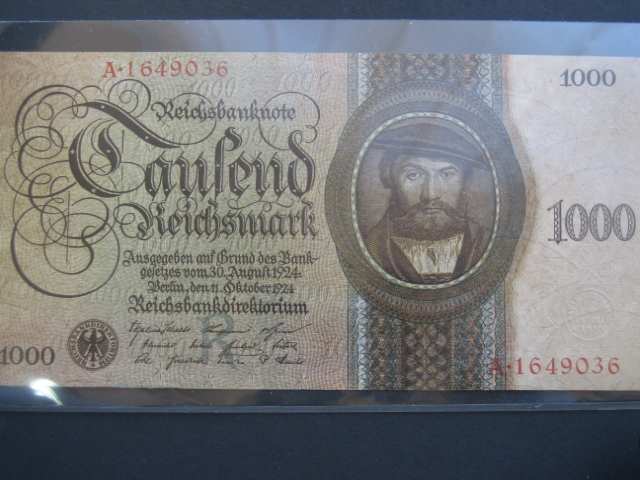 A·1649036
1000
Reichsbanknote
Tausend
Reichsmark
1000
Ausgegeben auf Grund des Bank-
gesetzes vom 30. August 1924
Berlin, den 11. Oktober 1924
Reichsbankdirektorium
R
1000
A·1649036